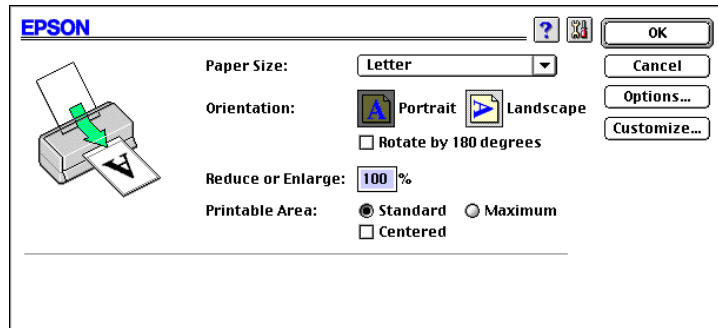 EPSON
?
OK
Paper Size: Letter
Cancel
Orientation: A Portrait A Landscape
Options...
Rotate by 180 degrees
Customize...
A
Reduce or Enlarge: 100 %
Printable Area: Standard Maximum
Centered